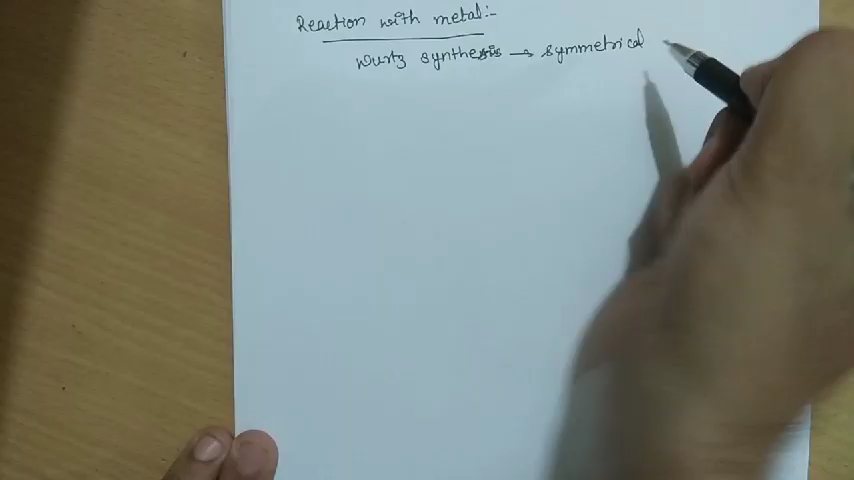 Reaction with metal:-
Wurtz synthesis → symmetrical